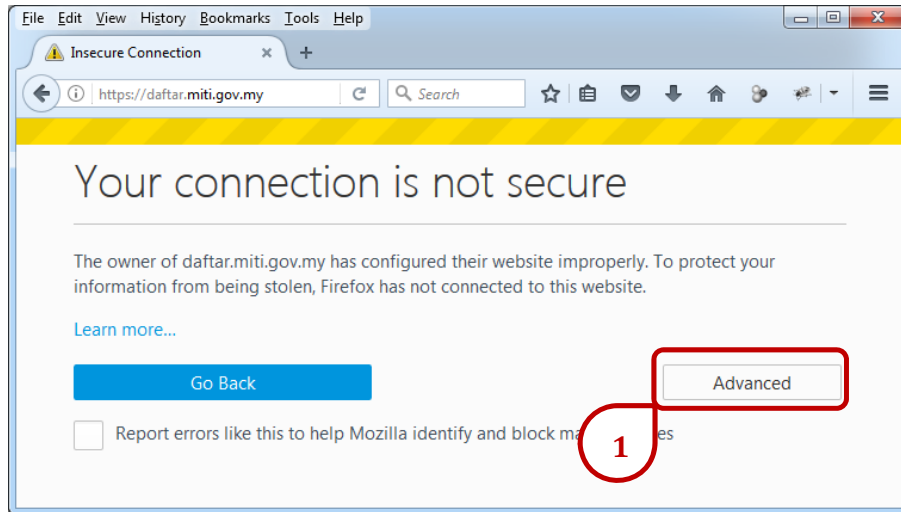 File Edit View History Bookmarks Tools Help
Insecure Connection
https://daftar.miti.gov.my Search
Your connection is not secure
The owner of daftar.miti.gov.my has configured their website improperly. To protect your
information from being stolen, Firefox has not connected to this website.
Learn more...
Go Back Advanced
Report errors like this to help Mozilla identify and block
1